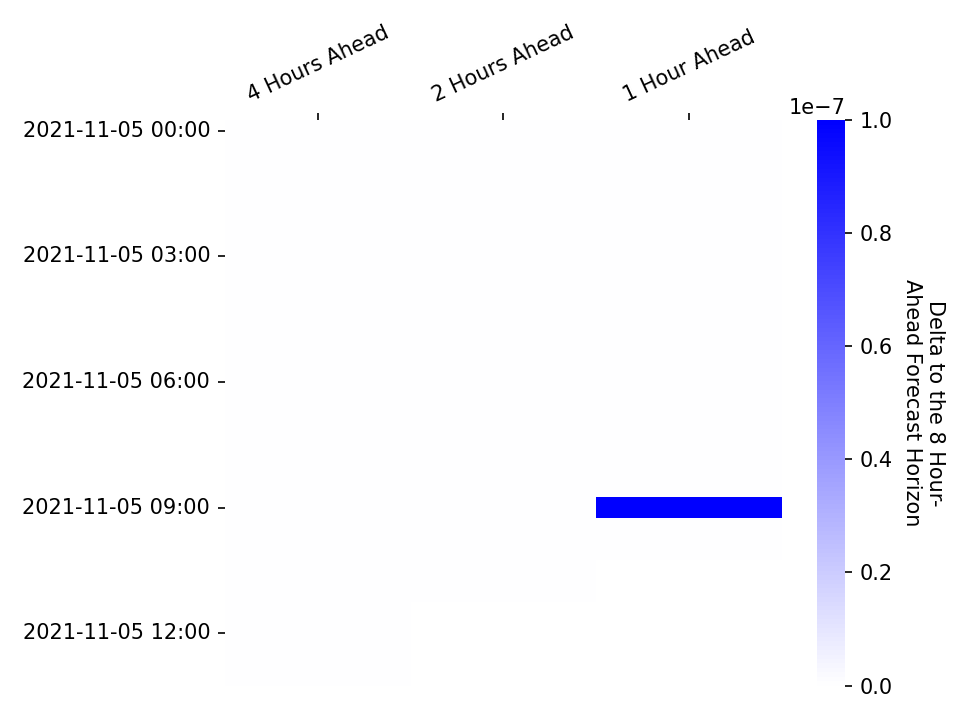 4 Hours Ahead
2 Hours Ahead
1 Hour Ahead
1e−7
2021-11-05 00:00
2021-11-05 03:00
2021-11-05 06:00
2021-11-05 09:00
2021-11-05 12:00
1.0
0.8
0.6
0.4
0.2
0.0
Delta to the 8 Hour-
Ahead Forecast Horizon